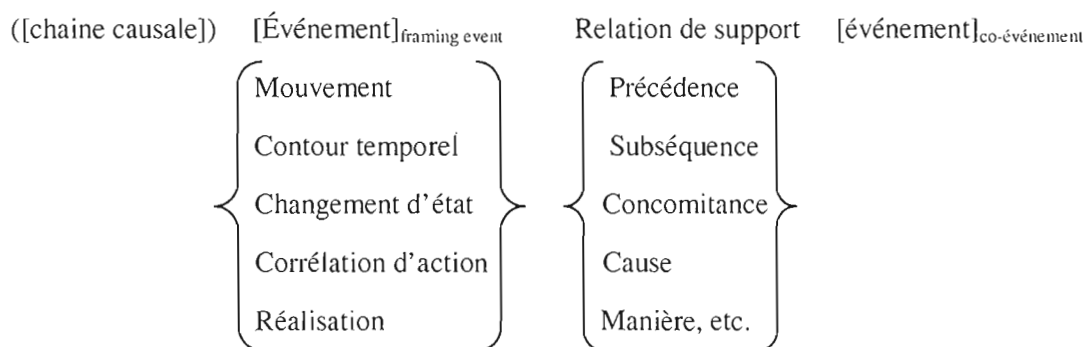 ([chaine causale]) [Événement]framing event Relation de support [événement]co-événement
Mouvement Précédence
Contour temporel Subséquence
Changement d'état Concomitance
Corrélation d'action Cause
Réalisation Manière, etc.